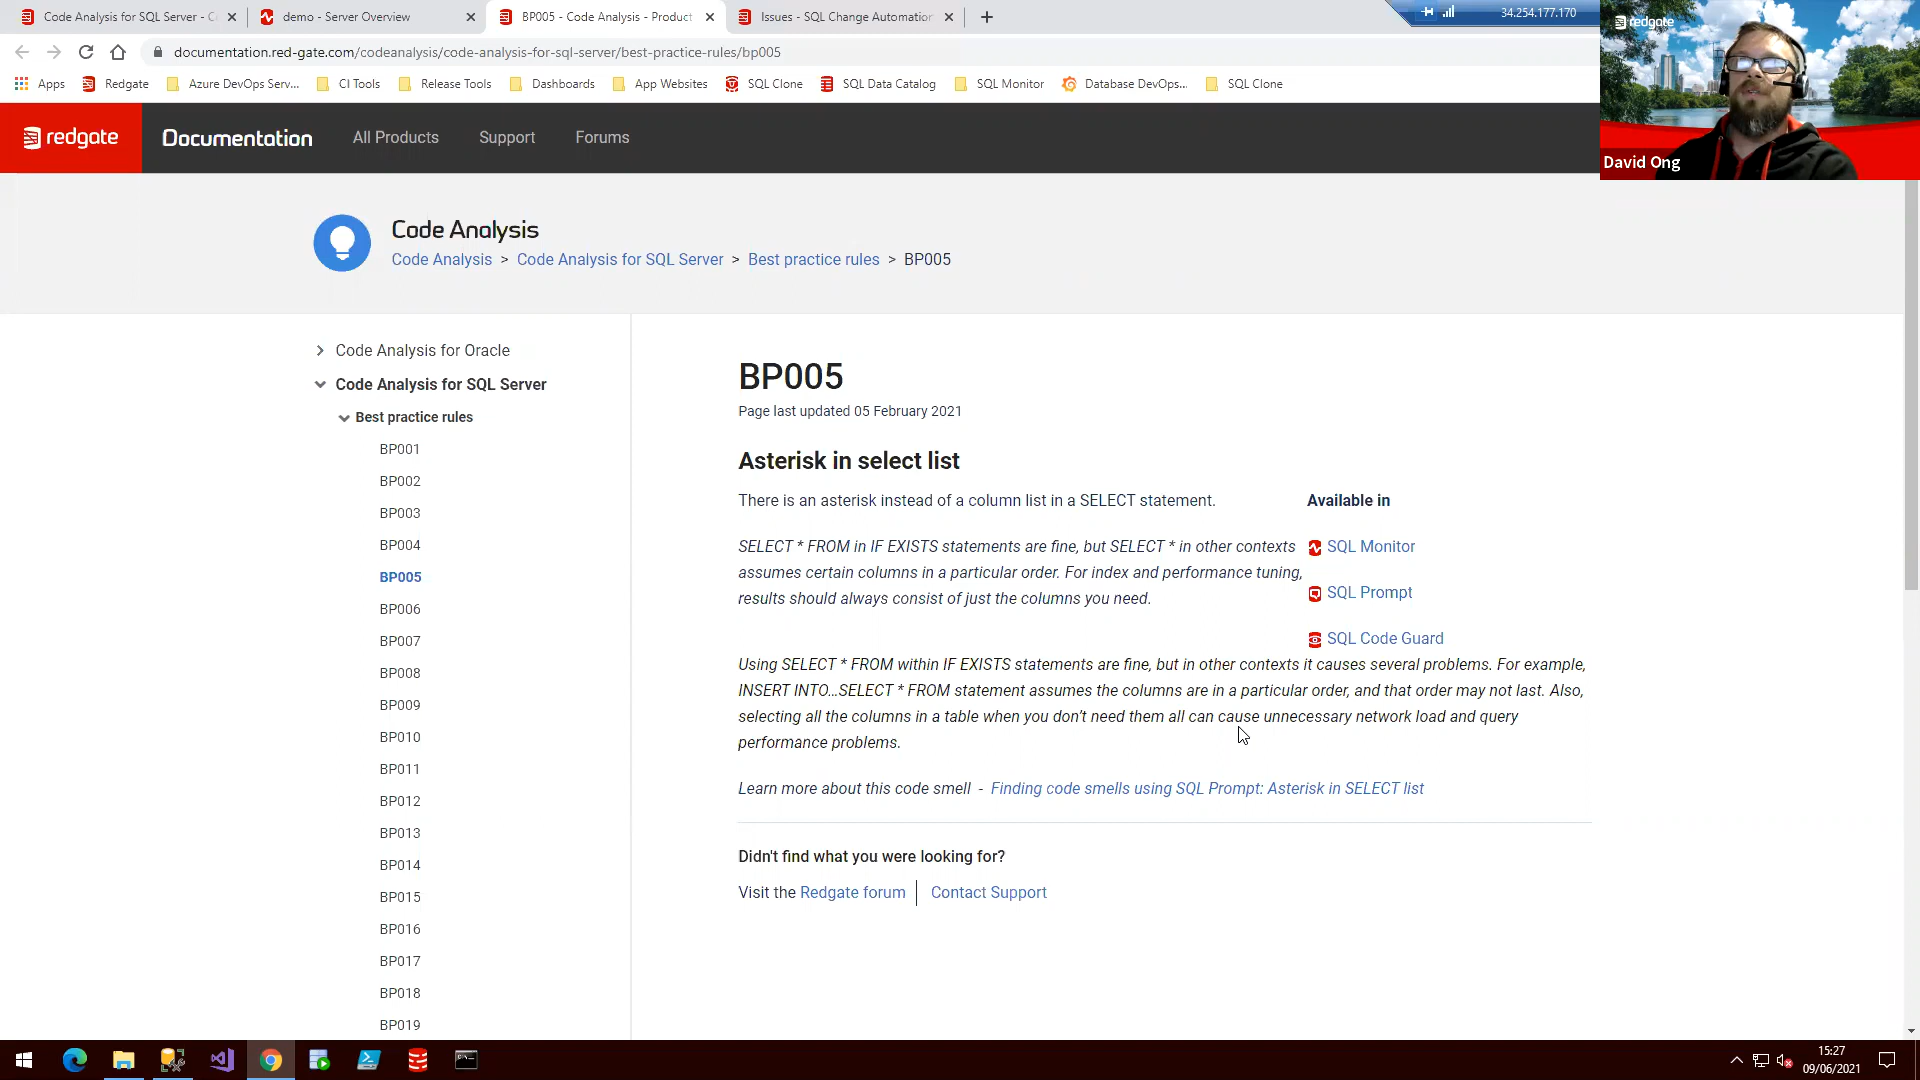 Code Analysis for SQL Server - C
demo - Server Overview
BP005 - Code Analysis - Product
Issues - SQL Change Automation
34.254.177.170
redgate
documentation.red-gate.com/codeanalysis/code-analysis-for-sql-server/best-practice-rules/bp005
Apps
Redgate
Azure DevOps Serv...
CI Tools
Release Tools
Dashboards
App Websites
SQL Clone
SQL Data Catalog
SQL Monitor
Database DevOps...
SQL Clone
redgate
Documentation
All Products
Support
Forums
David Ong
Code Analysis
Code Analysis > Code Analysis for SQL Server > Best practice rules > BP005
Code Analysis for Oracle
Code Analysis for SQL Server
Best practice rules
BP001
BP002
BP003
BP004
BP005
BP006
BP007
BP008
BP009
BP010
BP011
BP012
BP013
BP014
BP015
BP016
BP017
BP018
BP019
BP005
Page last updated 05 February 2021
Asterisk in select list
There is an asterisk instead of a column list in a SELECT statement.
SELECT * FROM in IF EXISTS statements are fine, but SELECT * in other contexts
assumes certain columns in a particular order. For index and performance tuning,
results should always consist of just the columns you need.
Available in
SQL Monitor
SQL Prompt
SQL Code Guard
Using SELECT * FROM within IF EXISTS statements are fine, but in other contexts it causes several problems. For example,
INSERT INTO…SELECT * FROM statement assumes the columns are in a particular order, and that order may not last. Also,
selecting all the columns in a table when you don't need them all can cause unnecessary network load and query
performance problems.
Learn more about this code smell - Finding code smells using SQL Prompt: Asterisk in SELECT list
Didn't find what you were looking for?
Visit the Redgate forum | Contact Support
15:27
09/06/2021